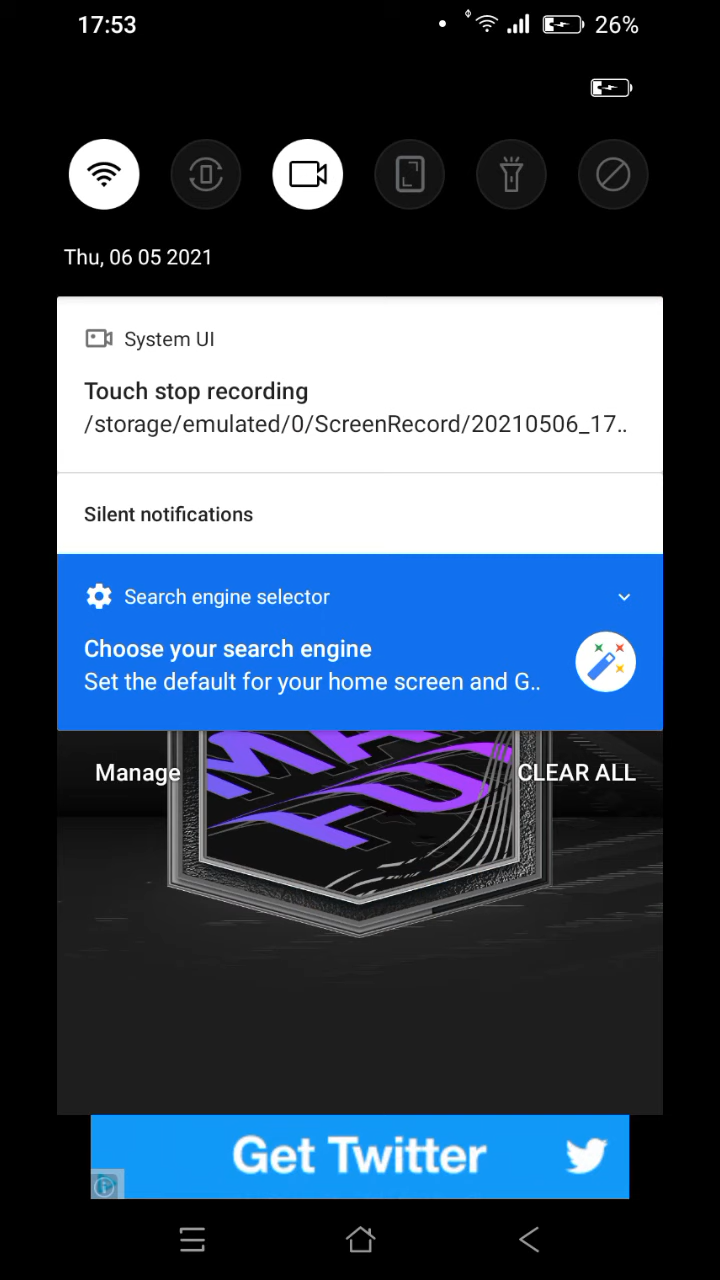 17:53
26%
Thu, 06 05 2021
System UI
Touch stop recording
/storage/emulated/0/ScreenRecord/20210506_17..
Silent notifications
Search engine selector
Choose your search engine
Set the default for your home screen and G..
Manage
CLEAR ALL
Get Twitter